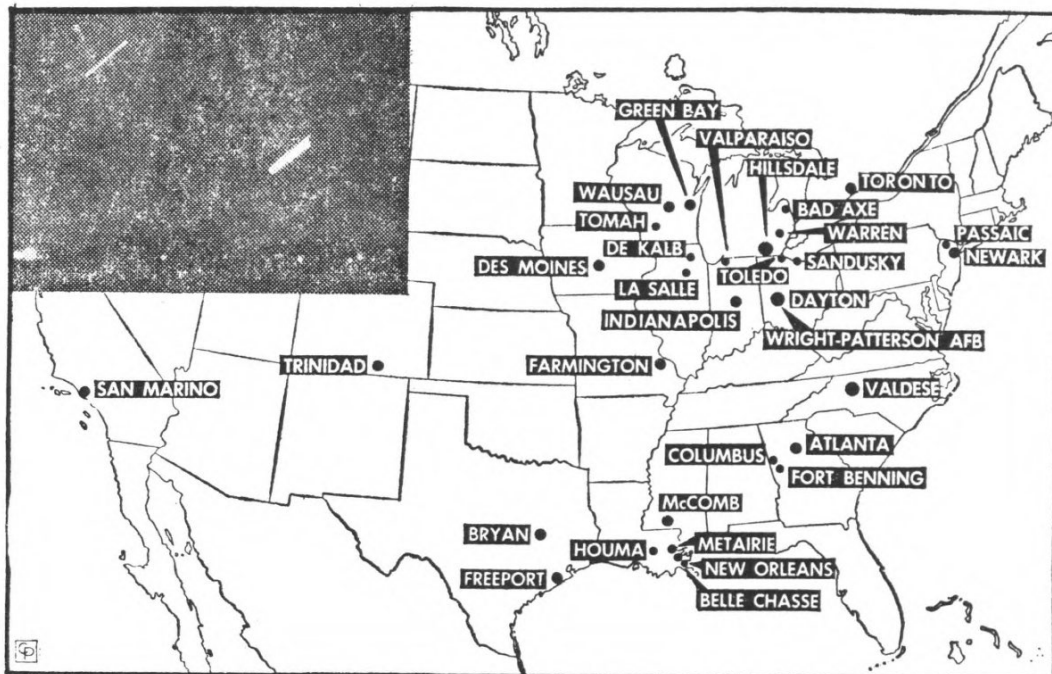 GREEN BAY
VALPARAISO
HILLSDALE
TORONTO
WAUSAU
BAD AXE
TOMAH
WARREN
PASSAIC
DE KALB
NEWARK
DES MOINES
TOLEDO
SANDUSKY
LA SALLE
DAYTON
INDIANAPOLIS
WRIGHT-PATTERSON AFB
TRINIDAD
FARMINGTON
SAN MARINO
VALDESE
ATLANTA
COLUMBUS
FORT BENNING
McCOMB
BRYAN
METAIRIE
HOUMA
NEW ORLEANS
FREEPORT
BELLE CHASSE
CP